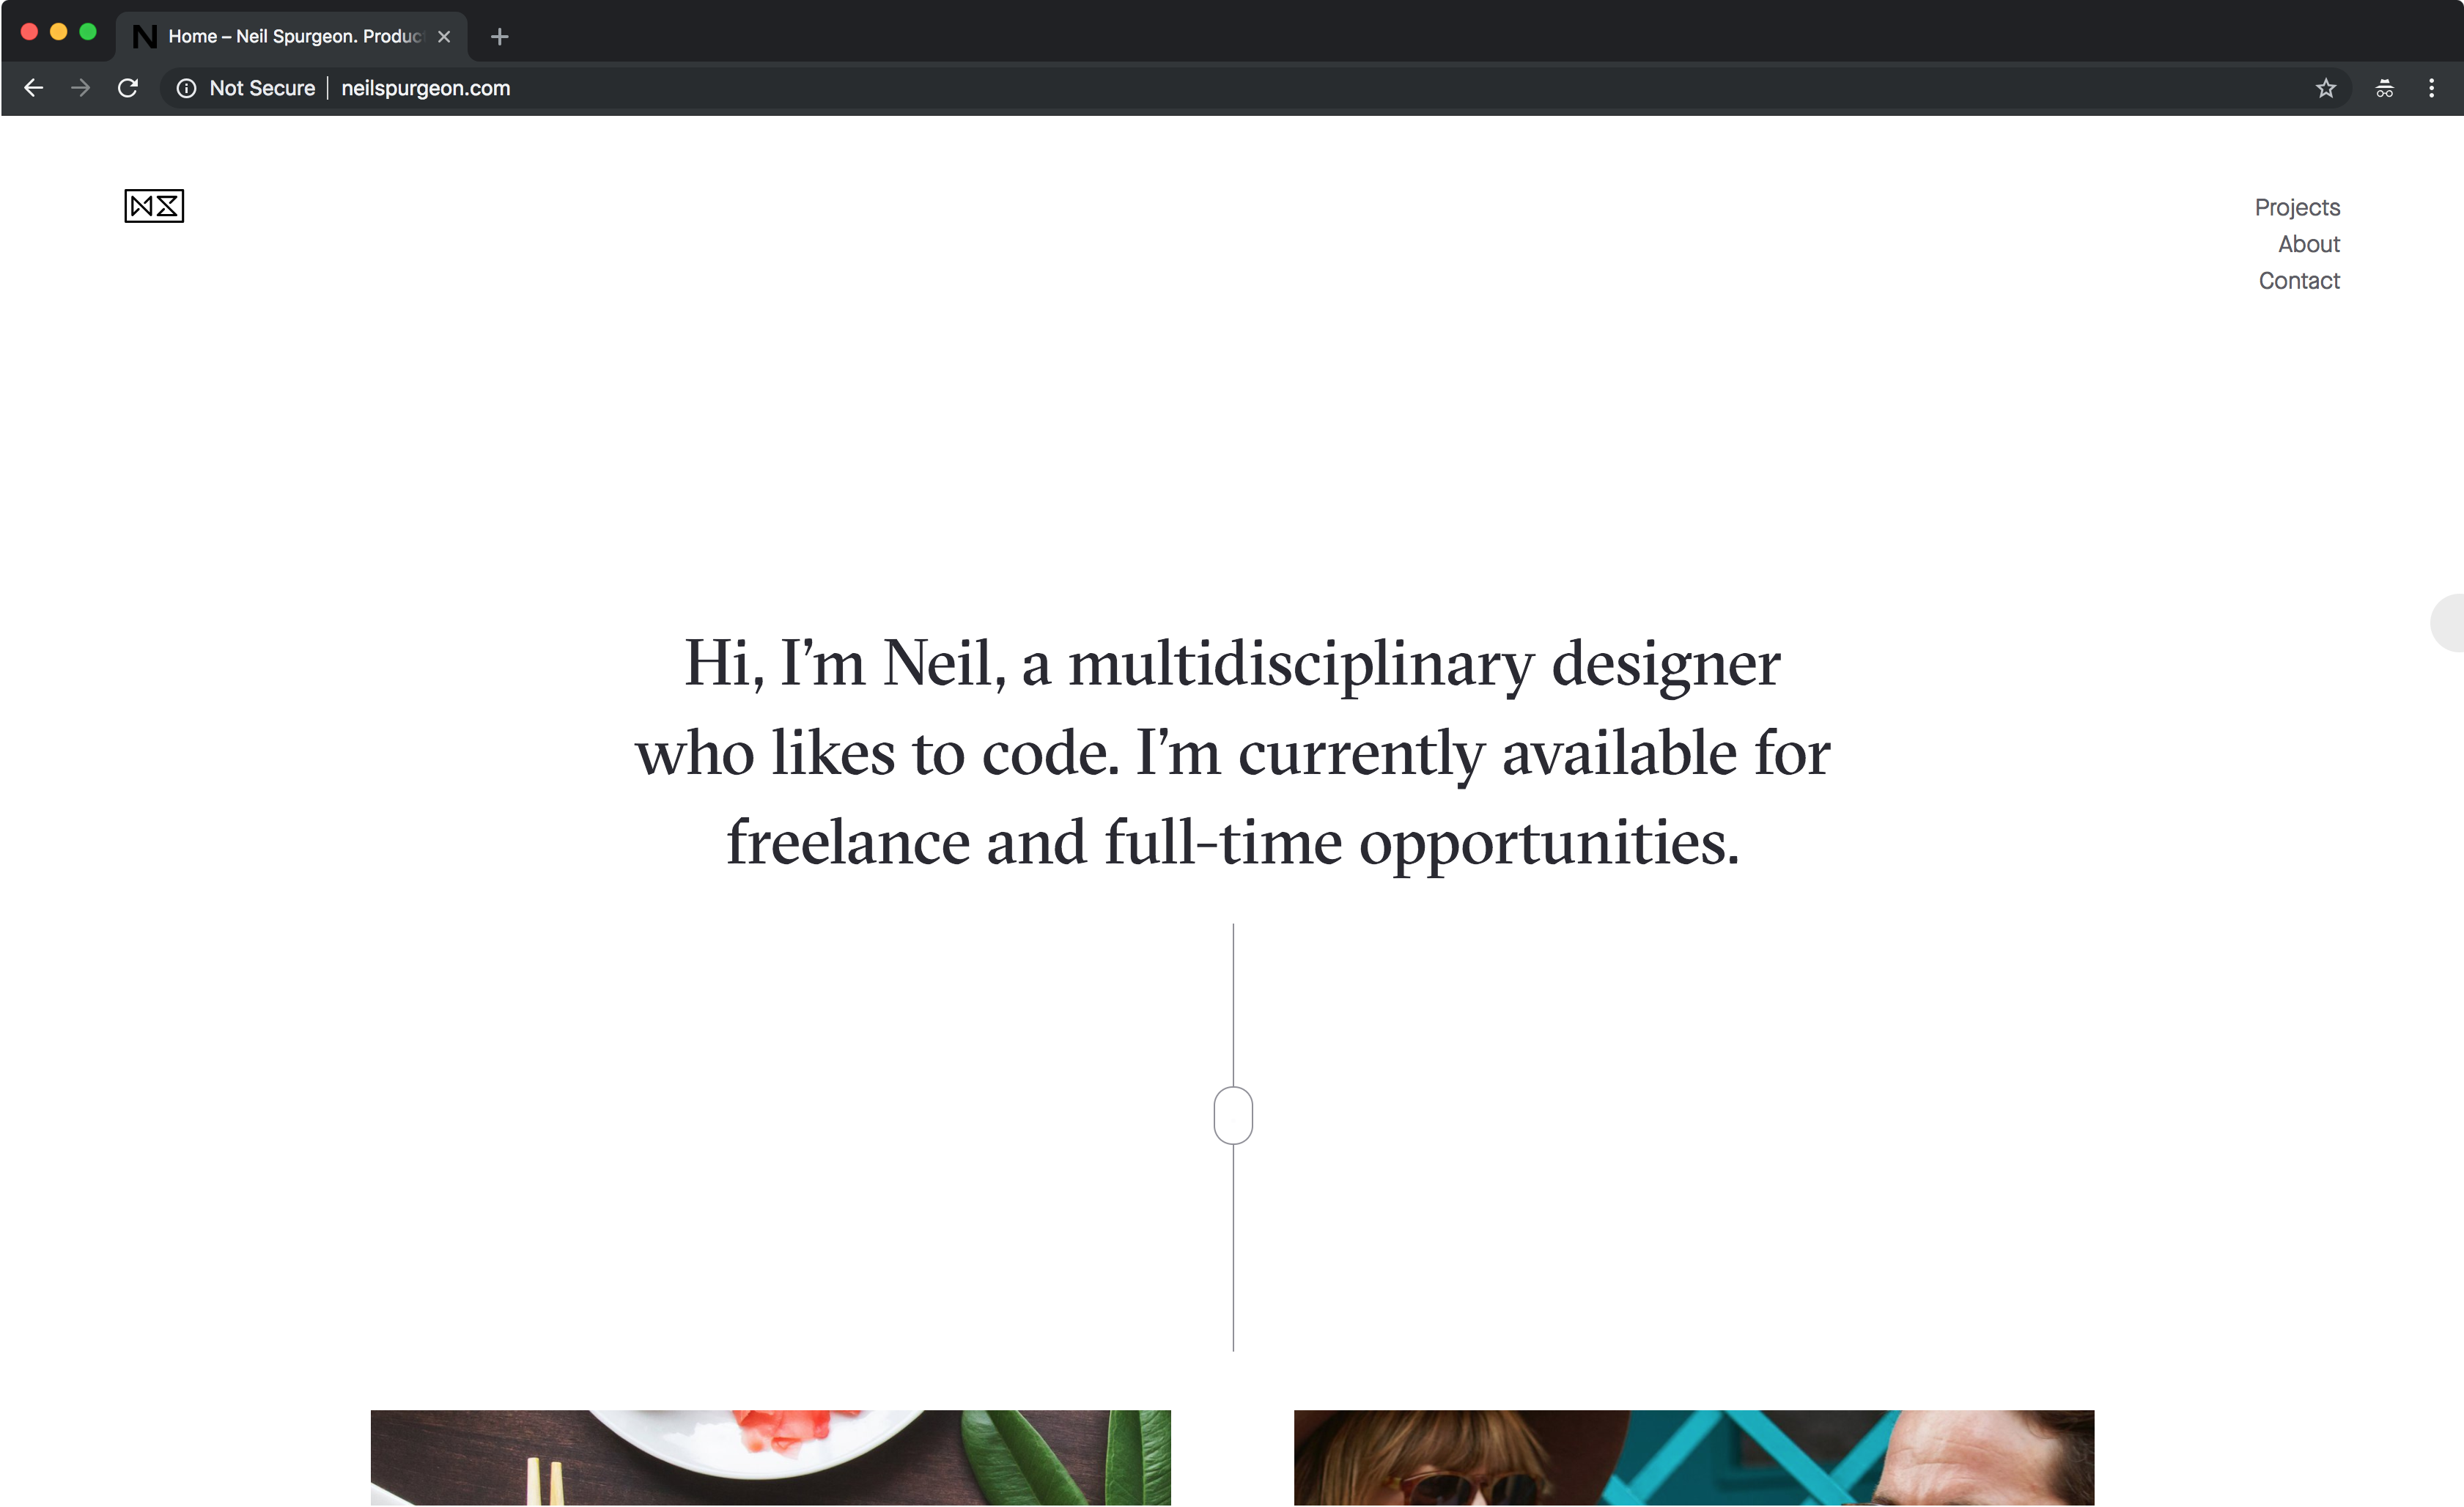 Home – Neil Spurgeon. Produc
Not Secure | neilspurgeon.com
Projects
About
Contact
Hi, I’m Neil, a multidisciplinary designer
who likes to code. I’m currently available for
freelance and full-time opportunities.